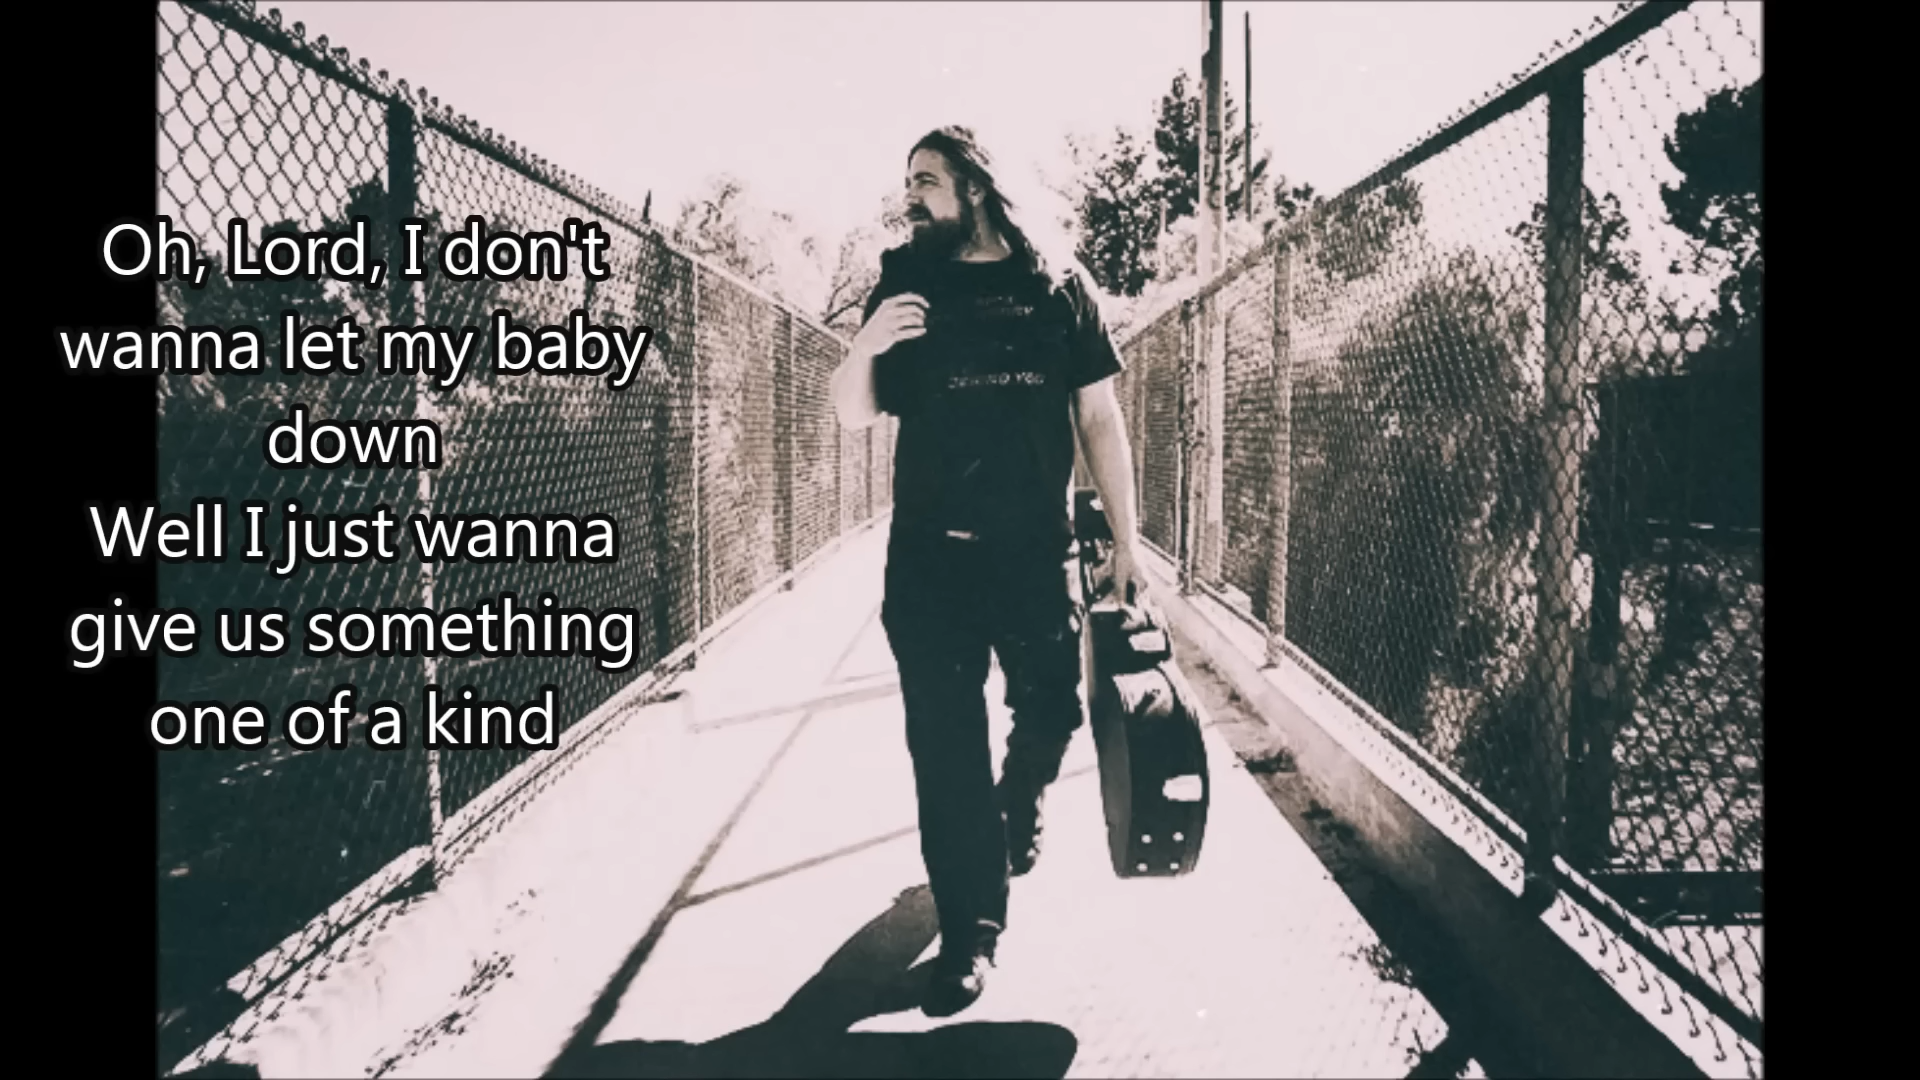 Oh, Lord, I don't
wanna let my baby
down
Well I just wanna
give us something
one of a kind